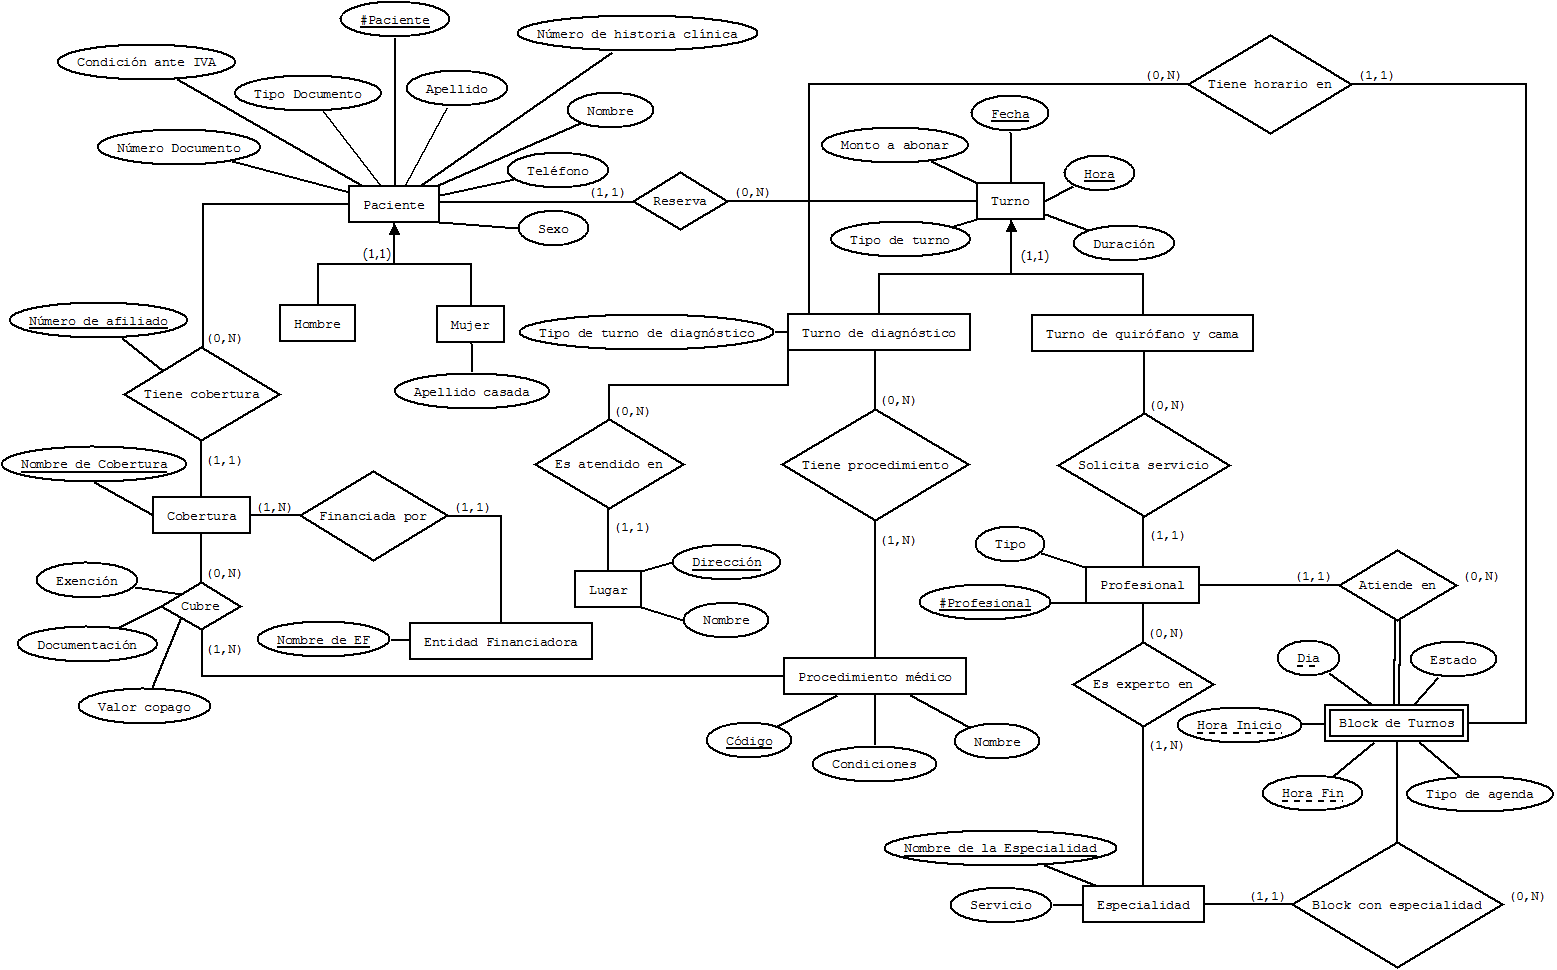 #Paciente
Número de historia clínica
Condición ante IVA
Tiene horario en
(0,N)
(1,1)
Tipo Documento
Apellido
Nombre
Fecha
Número Documento
Monto a abonar
Teléfono
Hora
(1,1)
(0,N)
Paciente
Reserva
Turno
Sexo
Tipo de turno
Duración
(1,1)
(1,1)
Número de afiliado
Hombre
Mujer
Tipo de turno de diagnóstico
Turno de diagnóstico
Turno de quirófano y cama
(0,N)
Tiene cobertura
Apellido casada
(0,N)
(0,N)
(0,N)
(1,1)
Nombre de Cobertura
Es atendido en
Tiene procedimiento
Solicita servicio
Cobertura
(1,N)
Financiada por
(1,1)
(1,1)
(1,N)
(1,1)
Tipo
Exención
(0,N)
Dirección
Lugar
Profesional
(1,1)
Atiende en
(0,N)
Cubre
#Profesional
Nombre
Documentación
(1,N)
Nombre de EF
Entidad Financiadora
(0,N)
Dia
Estado
Procedimiento médico
Es experto en
Valor copago
Hora Inicio
Block de Turnos
Código
Nombre
(1,N)
Condiciones
Hora Fin
Tipo de agenda
Nombre de la Especialidad
Servicio
Especialidad
(1,1)
Block con especialidad
(0,N)